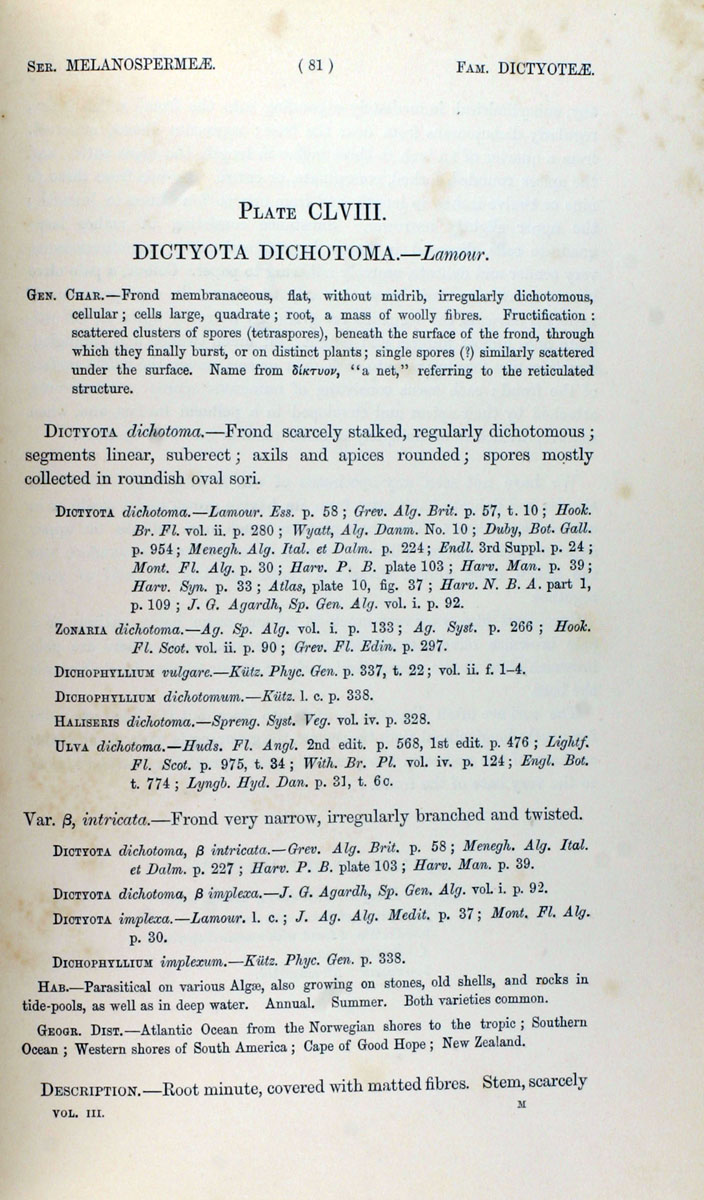 Ser. MELANOSPERMEÆ. ( 81 ) Fam. DICTYOTEÆ.
Plate CLVIII.
DICTYOTA DICHOTOMA.—Lamour.
Gen. Char.—Frond membranaceous, flat, without midrib, irregularly dichotomous,
cellular; cells large, quadrate; root, a mass of woolly fibres. Fructification:
scattered clusters of spores (tetraspores), beneath the surface of the frond, through
which they finally burst, or on distinct plants; single spores (?) similarly scattered
under the surface. Name from δίκτυον, “a net,” referring to the reticulated
structure.
Dictyota dichotoma.—Frond scarcely stalked, regularly dichotomous;
segments linear, suberect; axils and apices rounded; spores mostly
collected in roundish oval sori.
Dictyota dichotoma.—Lamour. Ess. p. 58; Grev. Alg. Brit. p. 57, t. 10; Hook.
Br. Fl. vol. ii. p. 280; Wyatt, Alg. Danm. No. 10; Duby, Bot. Gall.
p. 954; Menegh. Alg. Ital. et Dalm. p. 224; Endl. 3rd Suppl. p. 24;
Mont. Fl. Alg. p. 30; Harv. P. B. plate 103; Harv. Man. p. 39;
Harv. Syn. p. 33; Atlas, plate 10, fig. 37; Harv. N. B. A. part 1,
p. 109; J. G. Agardh, Sp. Gen. Alg. vol. i. p. 92.
Zonaria dichotoma.—Ag. Sp. Alg. vol. i. p. 133; Ag. Syst. p. 266; Hook.
Fl. Scot. vol. ii. p. 90; Grev. Fl. Edin. p. 297.
Dichophyllium vulgare.—Kütz. Phyc. Gen. p. 337, t. 22; vol. ii. f. 1–4.
Dichophyllium dichotomum.—Kütz. l. c. p. 338.
Haliseris dichotoma.—Spreng. Syst. Veg. vol. iv. p. 328.
Ulva dichotoma.—Huds. Fl. Angl. 2nd edit. p. 568, 1st edit. p. 476; Lightf.
Fl. Scot. p. 975, t. 34; With. Br. Pl. vol. iv. p. 124; Engl. Bot.
t. 774; Lyngb. Hyd. Dan. p. 31, t. 6 c.
Var. β, intricata.—Frond very narrow, irregularly branched and twisted.
Dictyota dichotoma, β intricata.—Grev. Alg. Brit. p. 58; Menegh. Alg. Ital.
et Dalm. p. 227; Harv. P. B. plate 103; Harv. Man. p. 39.
Dictyota dichotoma, β implexa.—J. G. Agardh, Sp. Gen. Alg. vol. i. p. 92.
Dictyota implexa.—Lamour. l. c.; J. Ag. Alg. Medit. p. 37; Mont. Fl. Alg.
p. 30.
Dichophyllium implexum.—Kütz. Phyc. Gen. p. 338.
Hab.—Parasitical on various Algæ, also growing on stones, old shells, and rocks in
tide-pools, as well as in deep water. Annual. Summer. Both varieties common.
Geogr. Dist.—Atlantic Ocean from the Norwegian shores to the tropic; Southern
Ocean; Western shores of South America; Cape of Good Hope; New Zealand.
Description.—Root minute, covered with matted fibres. Stem, scarcely
VOL. III. M